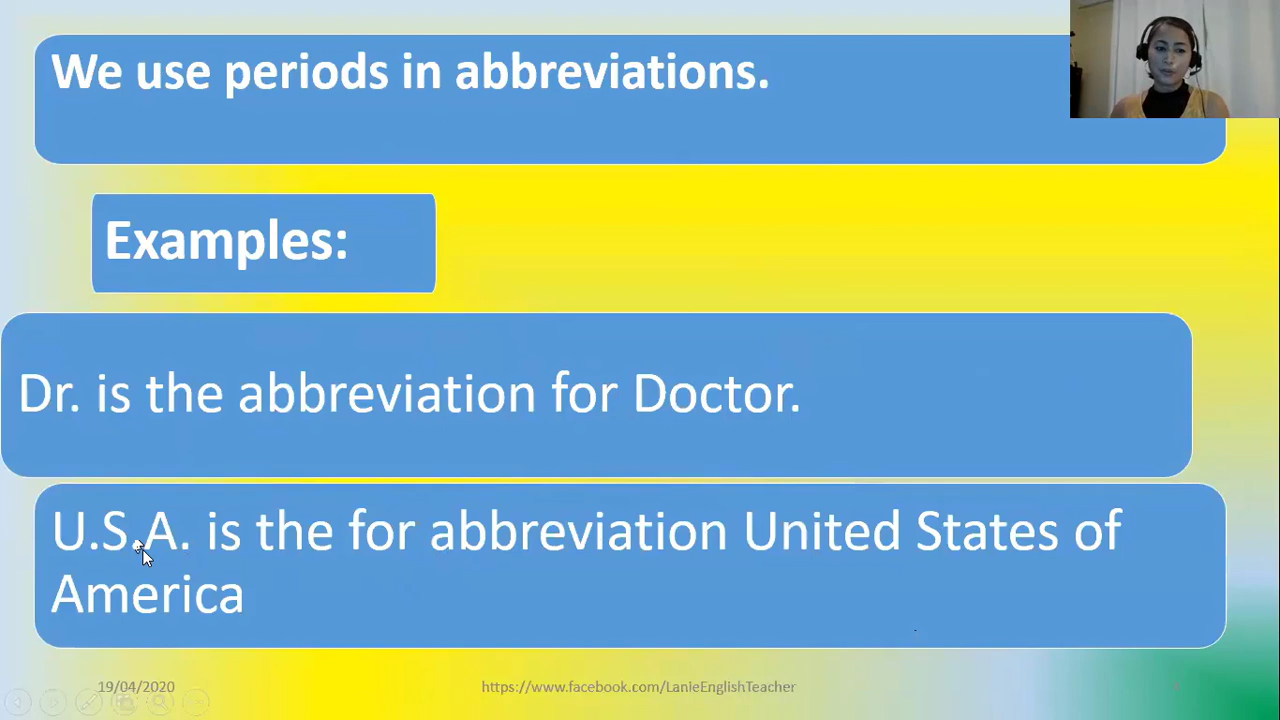 We use periods in abbreviations.
Examples:
Dr. is the abbreviation for Doctor.
U.S.A. is the for abbreviation United States of
America
19/04/2020
https://www.facebook.com/LanieEnglishTeacher